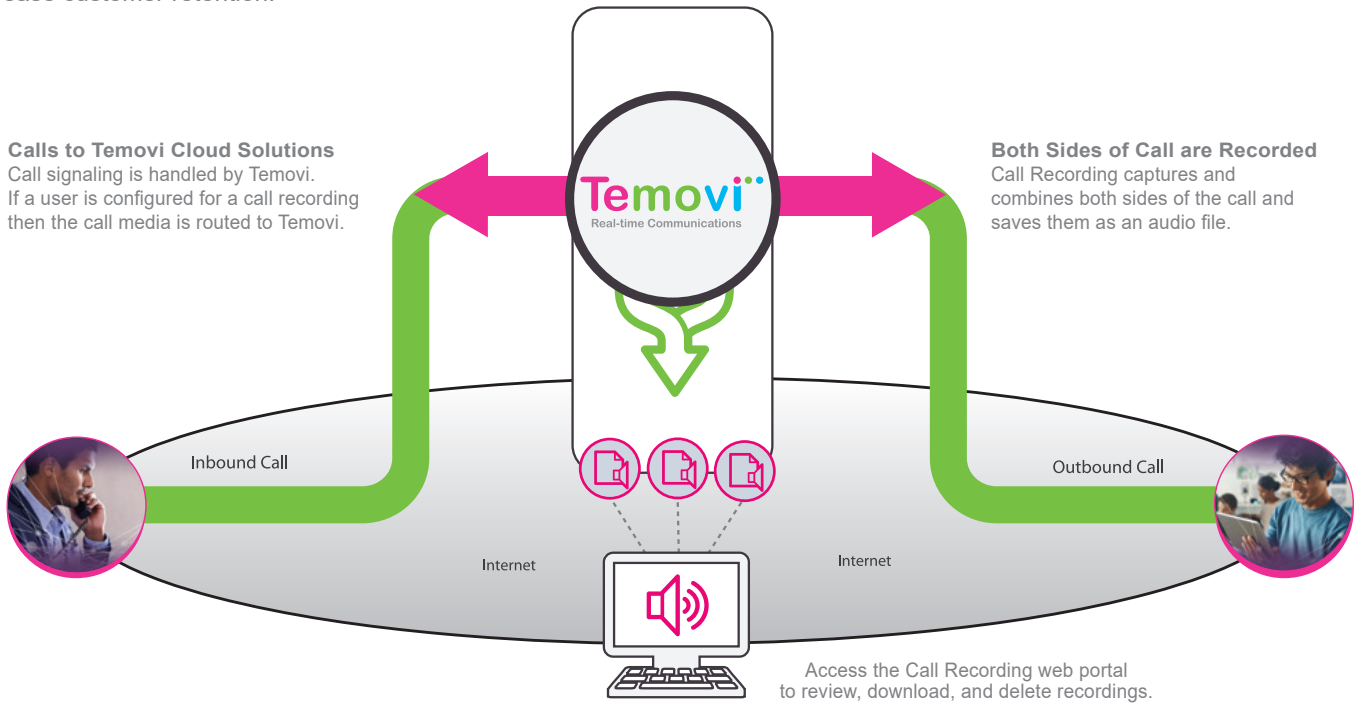 customer retention.
Calls to Temovi Cloud Solutions
Call signaling is handled by Temovi.
If a user is configured for a call recording
then the call media is routed to Temovi.
Temovi
Real-time Communications
Both Sides of Call are Recorded
Call Recording captures and
combines both sides of the call and
saves them as an audio file.
Inbound Call
Outbound Call
Internet
Internet
Access the Call Recording web portal
to review, download, and delete recordings.